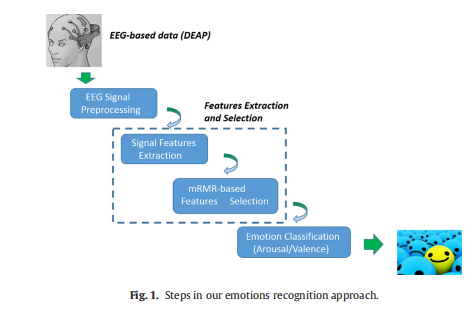 EEG-based data (DEAP)
EEG Signal
Preprocessing
Features Extraction
and Selection
Signal Features
Extraction
mRMR-based
Features Selection
Emotion Classification
(Arousal/Valence)
Fig. 1. Steps in our emotions recognition approach.